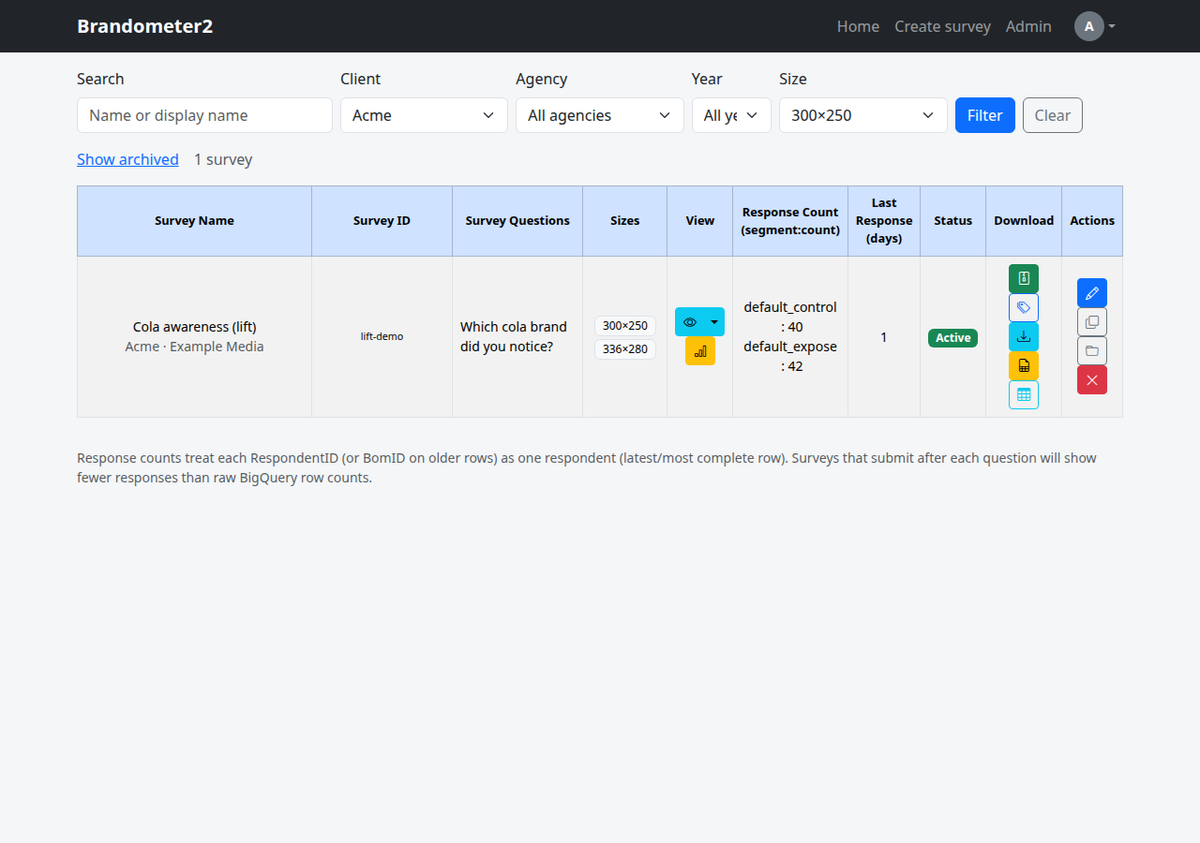 Brandometer2
Home Create survey Admin A
Search Client Agency Year Size
Name or display name Acme All agencies All ye 300×250 Filter Clear
Show archived 1 survey
Survey Name Survey ID Survey Questions Sizes View Response Count (segment:count) Last Response (days) Status Download Actions
Cola awareness (lift)
Acme · Example Media
lift-demo
Which cola brand
did you notice?
300×250
336×280
default_control
: 40
default_expose
: 42
1
Active
Response counts treat each RespondentID (or BomID on older rows) as one respondent (latest/most complete row). Surveys that submit after each question will show
fewer responses than raw BigQuery row counts.